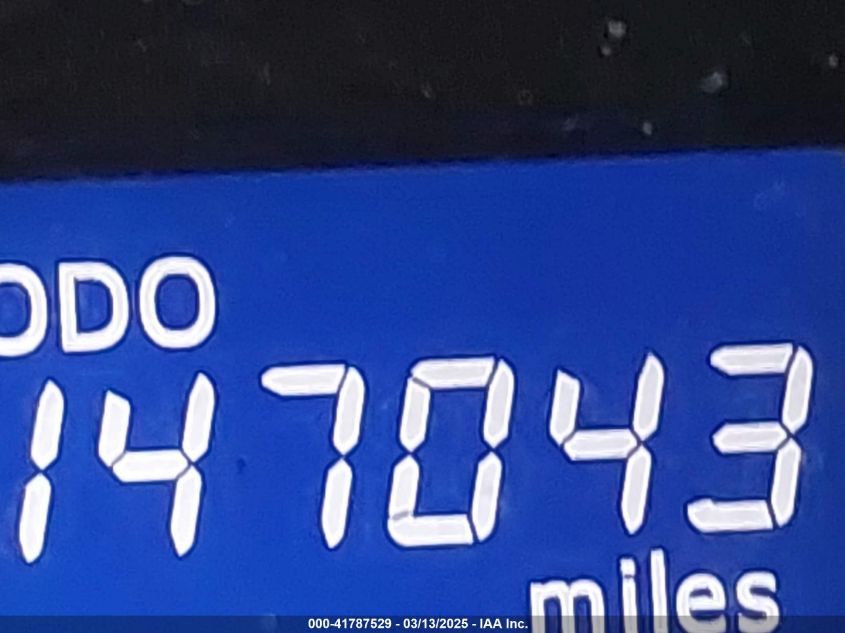 ODO
147043
miles
000-41787529 - 03/13/2025 - IAA Inc.